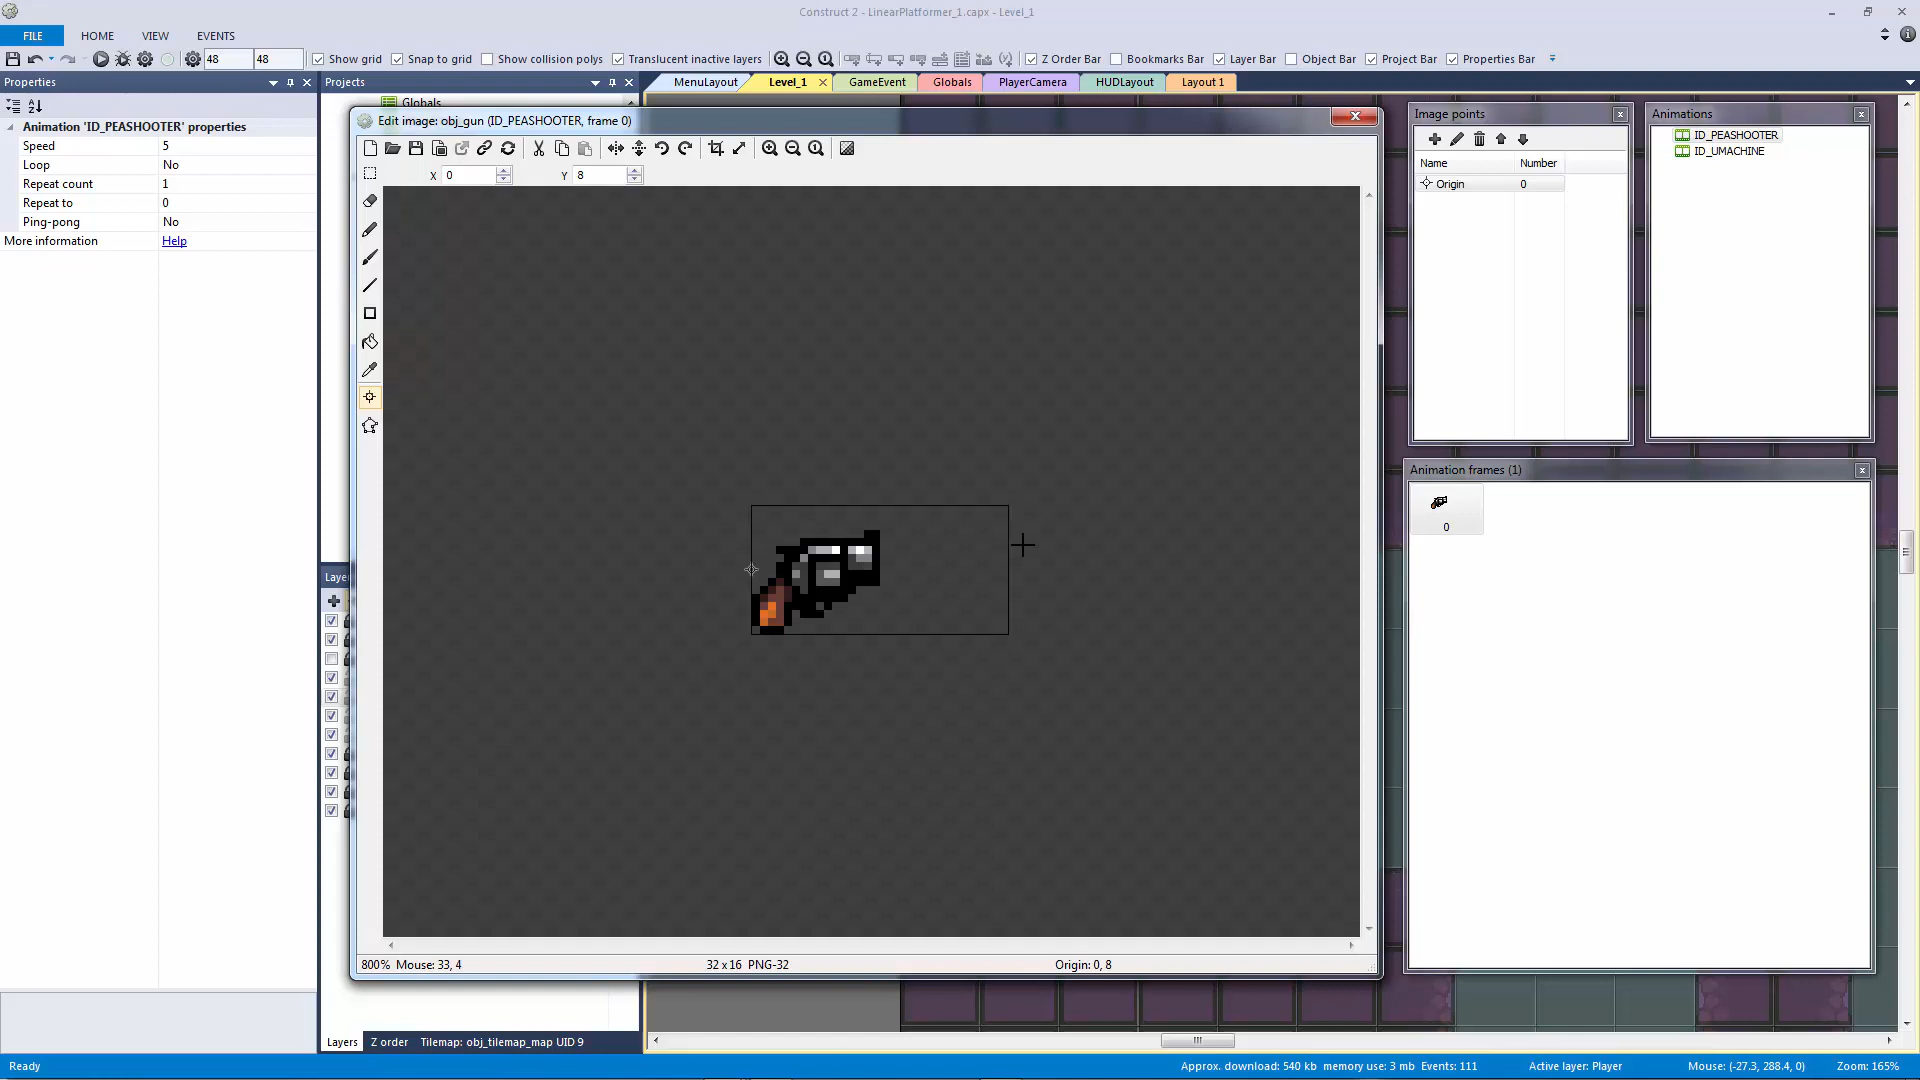 Construct 2 - LinearPlatformer_1.capx - Level_1
FILE HOME VIEW EVENTS
48 48 Show grid Snap to grid Show collision polys Translucent inactive layers Z Order Bar Bookmarks Bar Layer Bar Object Bar Project Bar Properties Bar
Properties
Projects
MenuLayout Level_1 GameEvent Globals PlayerCamera HUDLayout Layout 1
Globals
Animation 'ID_PEASHOOTER' properties
Speed 5
Loop No
Repeat count 1
Repeat to 0
Ping-pong No
More information Help
Edit image: obj_gun (ID_PEASHOOTER, frame 0)
X 0 Y 8
Image points
Name Number
Origin 0
Animations
ID_PEASHOOTER
ID_UMACHINE
Animation frames (1)
0
Layer
800% Mouse: 33, 4 32 x 16 PNG-32 Origin: 0, 8
Layers Z order Tilemap: obj_tilemap_map UID 9
Ready Approx. download: 540 kb memory use: 3 mb Events: 111 Active layer: Player Mouse: (-27.3, 288.4, 0) Zoom: 165%